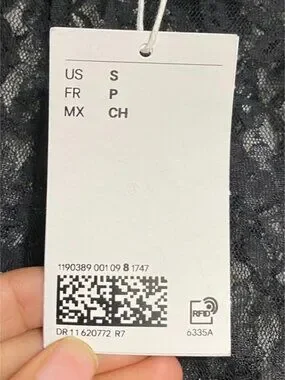 US S
FR P
MX CH
1190389 001 09 8 1747
DR 11 620772 R7
RFID
6335A